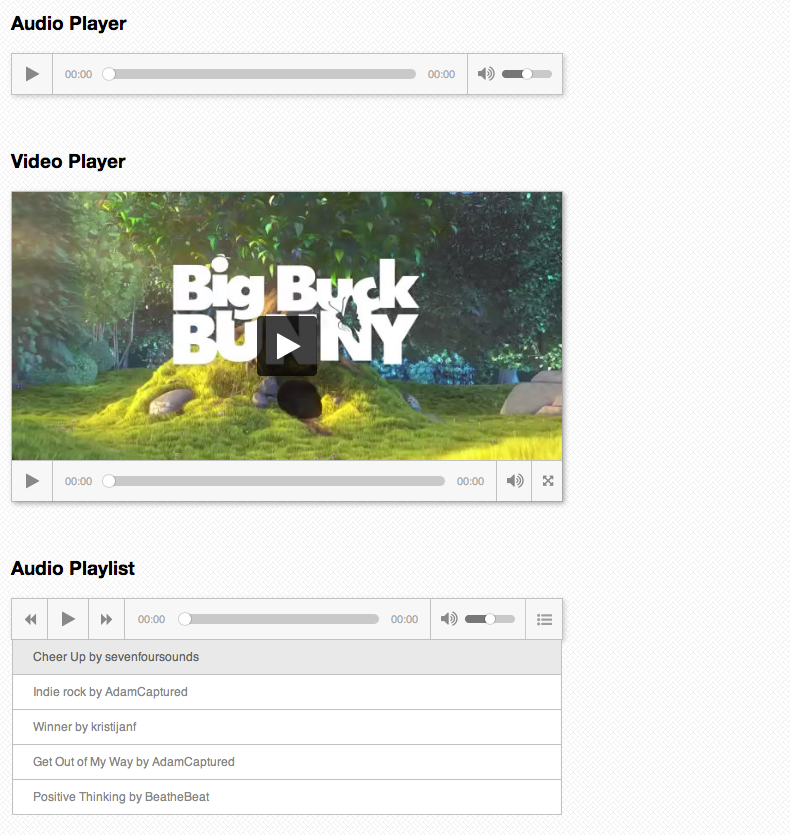 Audio Player
00:00 00:00
Video Player
Big Buck
BUNNY
00:00 00:00
Audio Playlist
00:00 00:00
Cheer Up by sevenfoursounds
Indie rock by AdamCaptured
Winner by kristijanf
Get Out of My Way by AdamCaptured
Positive Thinking by BeatheBeat